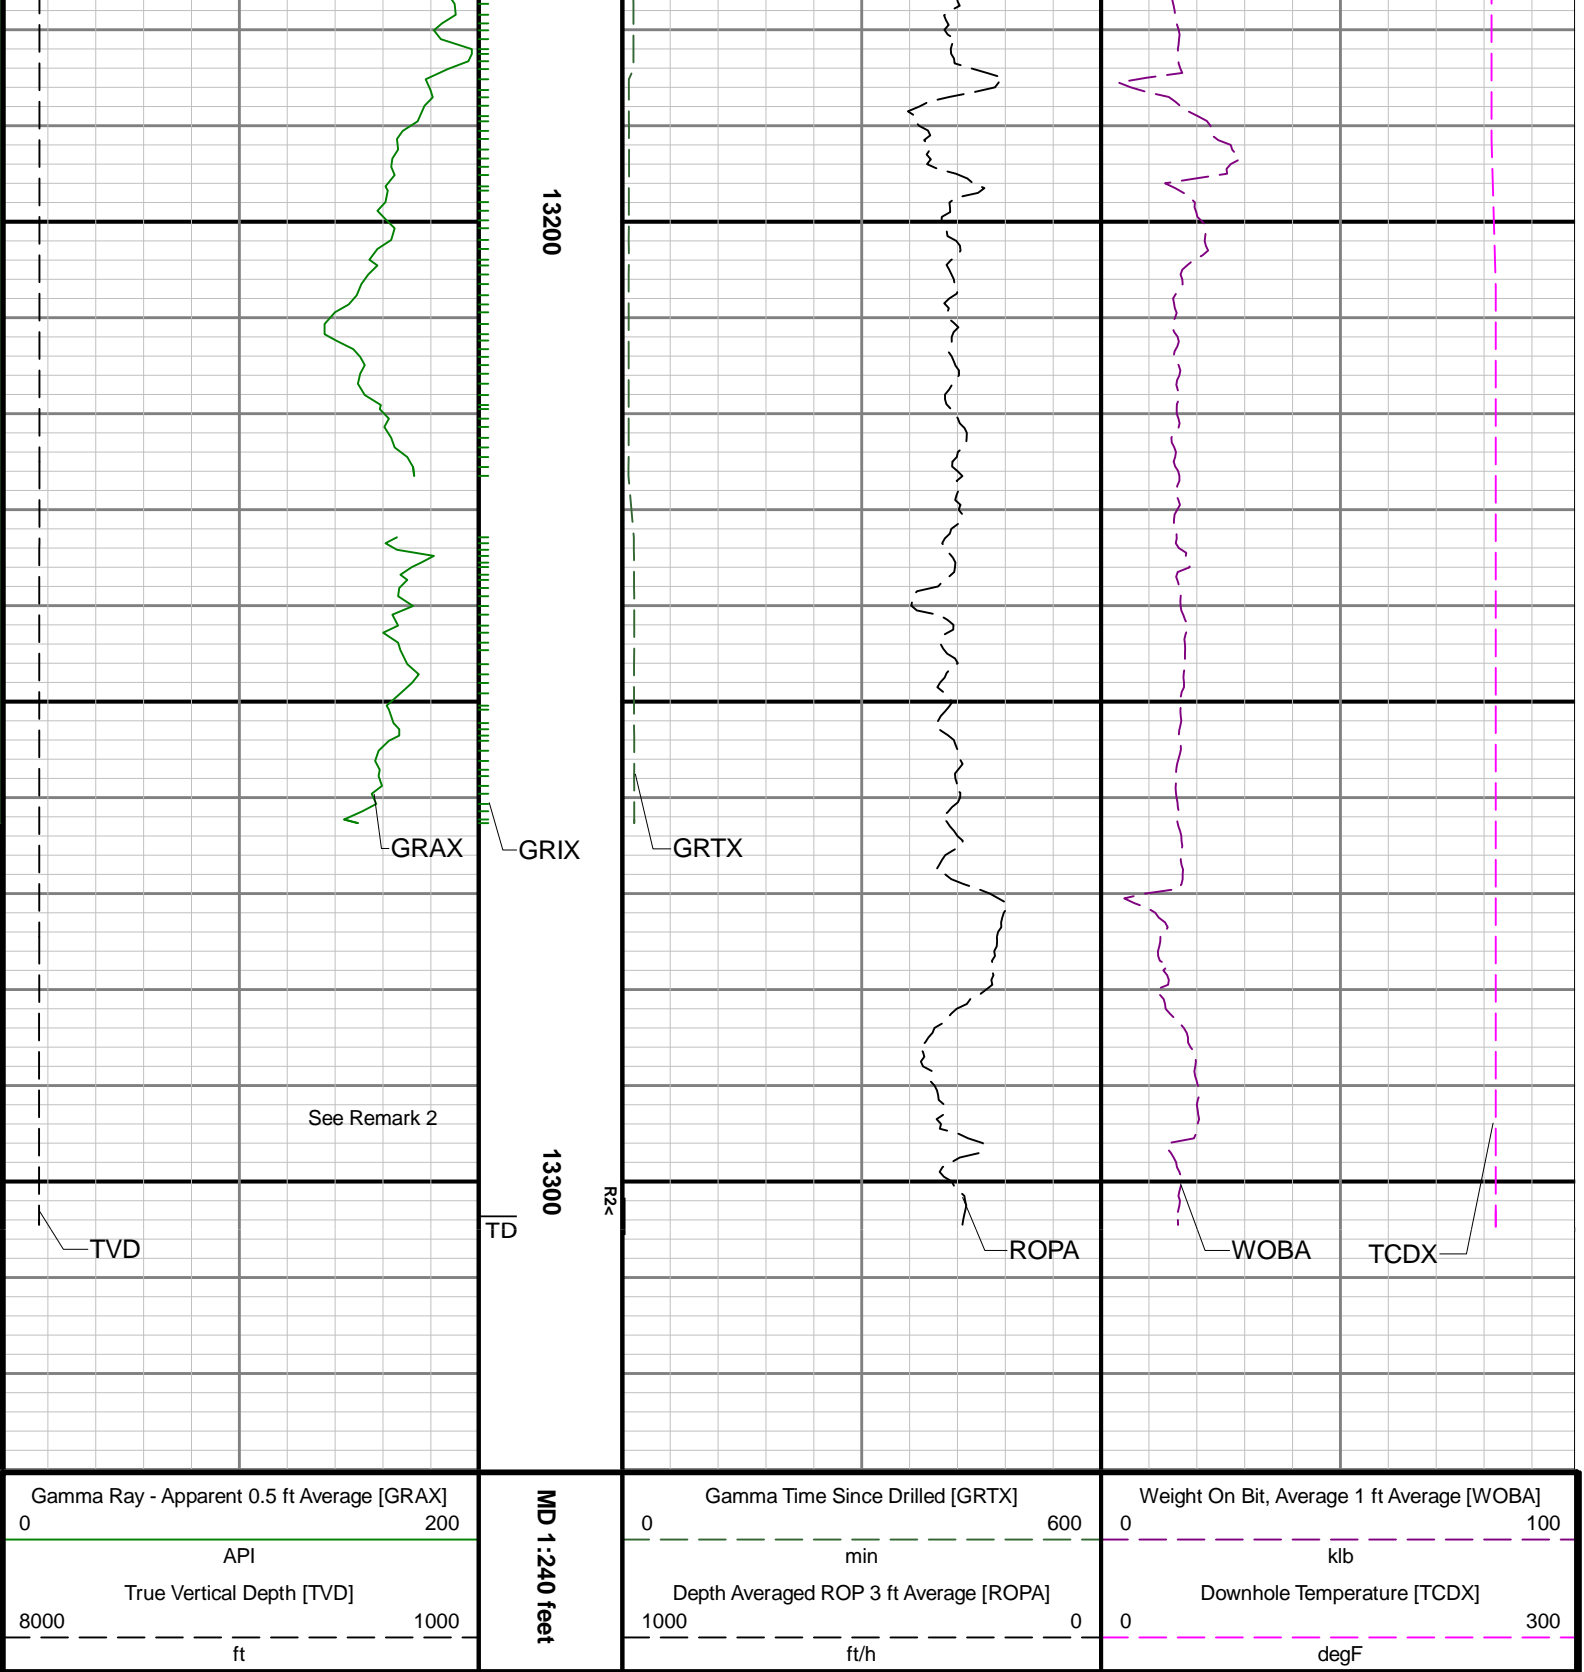 13200
GRAX
GRIX
GRTX
See Remark 2
13300
R2<
TD
TVD
ROPA
WOBA
TCDX
Gamma Ray - Apparent 0.5 ft Average [GRAX]
0 200
API
True Vertical Depth [TVD]
8000 1000
ft
MD 1:240 feet
Gamma Time Since Drilled [GRTX]
0 600
min
Depth Averaged ROP 3 ft Average [ROPA]
1000 0
ft/h
Weight On Bit, Average 1 ft Average [WOBA]
0 100
klb
Downhole Temperature [TCDX]
0 300
degF